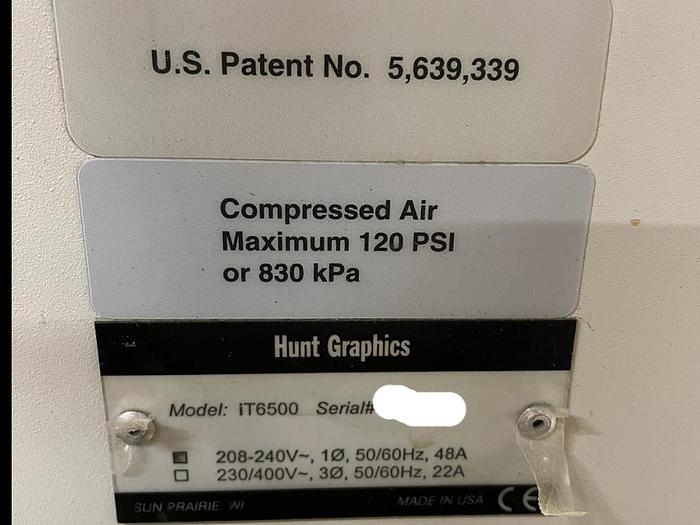 U.S. Patent No. 5,639,339
Compressed Air
Maximum 120 PSI
or 830 kPa
Hunt Graphics
Model: iT6500 Serial#
208-240V~, 1Ø, 50/60Hz, 48A
230/400V~, 3Ø, 50/60Hz, 22A
SUN PRAIRIE, WI MADE IN USA CE